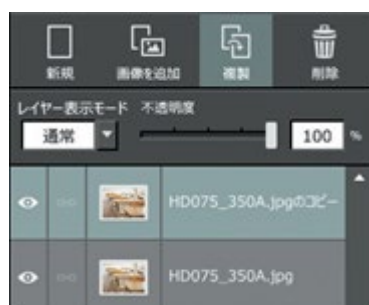 新規 画像を追加 複製 削除
レイヤー表示モード 不透明度
通常 100 %
HD075_350A.jpgのコピー
HD075_350A.jpg